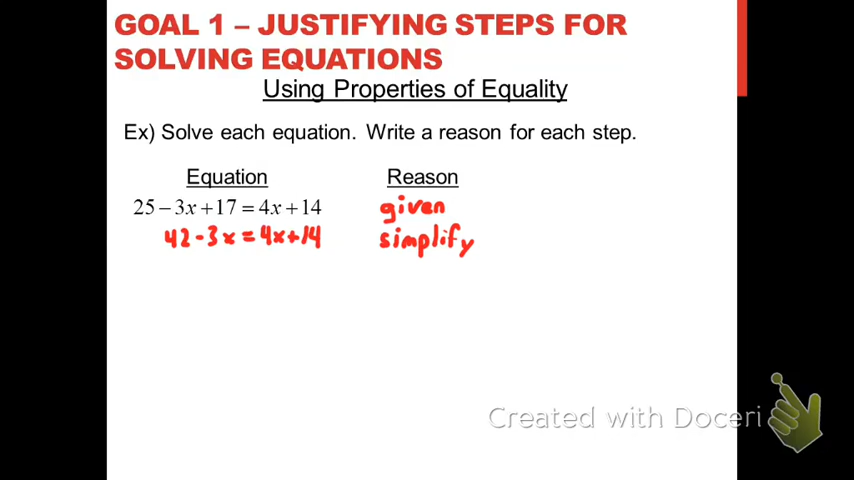 GOAL 1 – JUSTIFYING STEPS FOR
SOLVING EQUATIONS
Using Properties of Equality
Ex) Solve each equation. Write a reason for each step.
Equation Reason
25 − 3x + 17 = 4x + 14 given
42 - 3x = 4x + 14 simplify
Created with Doceri